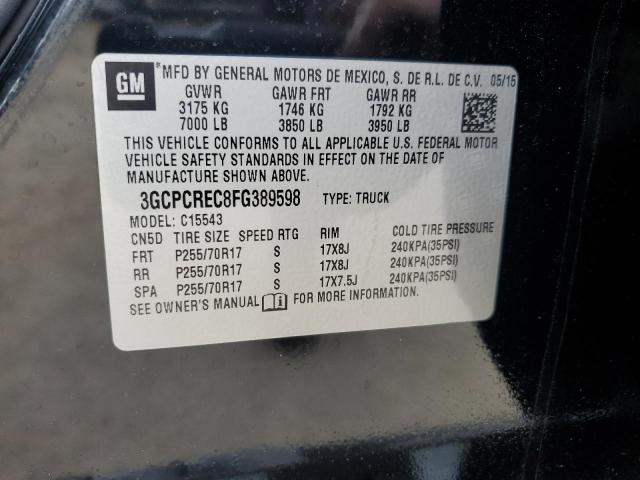 GM
*MFD BY GENERAL MOTORS DE MEXICO, S. DE R.L. DE C.V. 05/15
GVWR GAWR FRT GAWR RR
3175 KG 1746 KG 1792 KG
7000 LB 3850 LB 3950 LB
THIS VEHICLE CONFORMS TO ALL APPLICABLE U.S. FEDERAL MOTOR
VEHICLE SAFETY STANDARDS IN EFFECT ON THE DATE OF
MANUFACTURE SHOWN ABOVE.
3GCPCREC8FG389598 TYPE: TRUCK
MODEL: C15543
CN5D TIRE SIZE SPEED RTG RIM COLD TIRE PRESSURE
FRT P255/70R17 S 17X8J 240KPA(35PSI)
RR P255/70R17 S 17X8J 240KPA(35PSI)
SPA P255/70R17 S 17X7.5J 240KPA(35PSI)
SEE OWNER'S MANUAL FOR MORE INFORMATION.